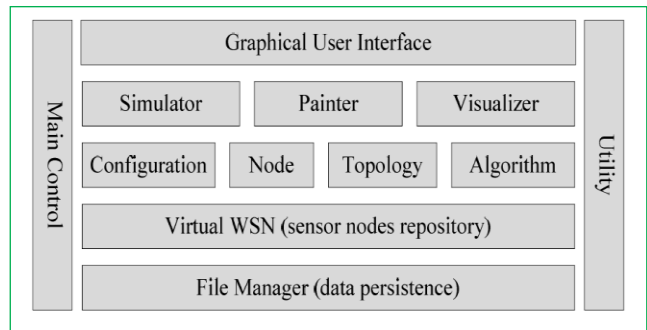 Main Control
Graphical User Interface
Simulator
Painter
Visualizer
Configuration
Node
Topology
Algorithm
Virtual WSN (sensor nodes repository)
File Manager (data persistence)
Utility